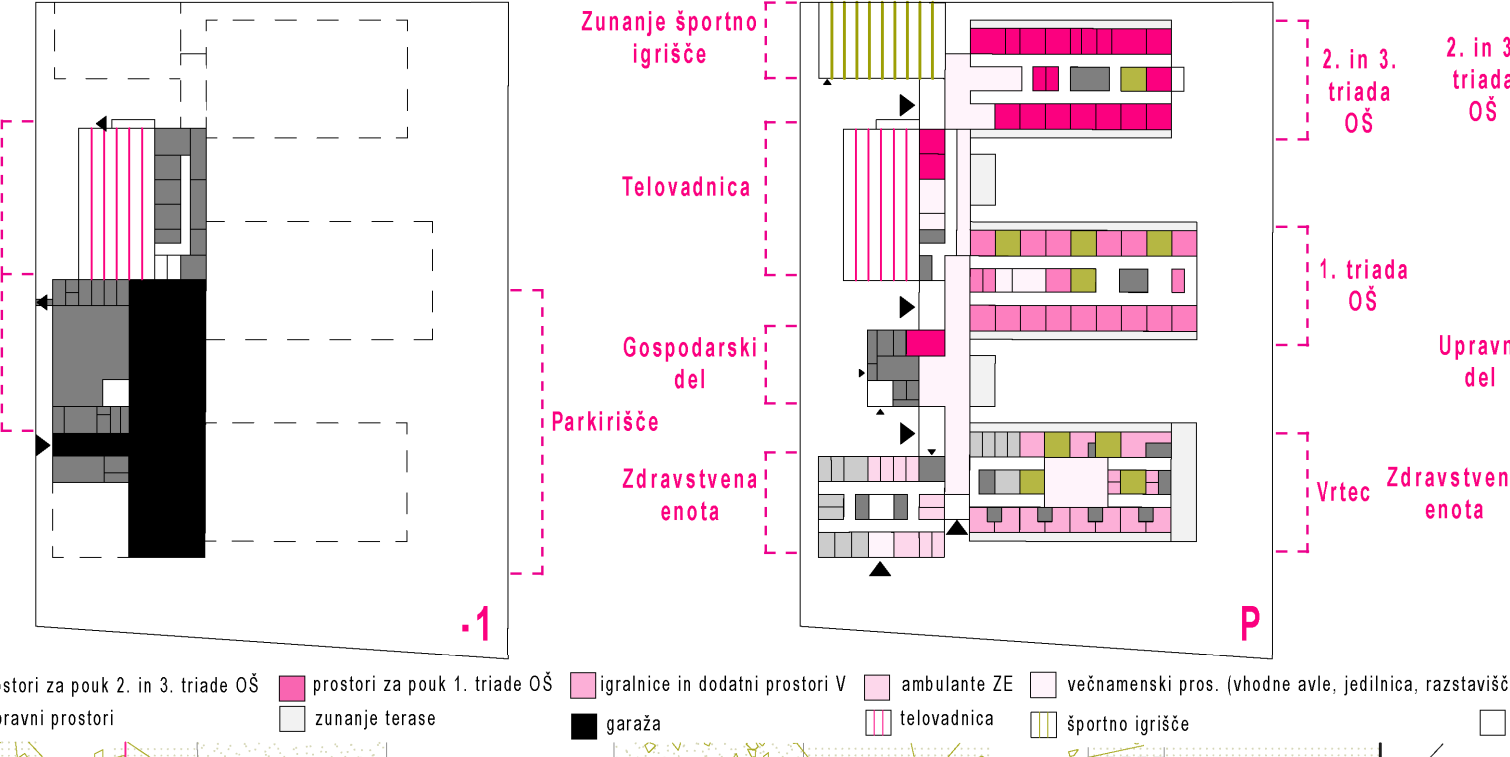 Zunanje športno
igrišče
2. in 3.
triada
OŠ
2. in 3
triada
OŠ
Telovadnica
1. triada
OŠ
Gospodarski
del
Upravn
del
Parkirišče
Zdravstvena
enota
Vrtec
Zdravstven
enota
-1
P
ostori za pouk 2. in 3. triade OŠ
prostori za pouk 1. triade OŠ
igralnice in dodatni prostori V
ambulante ZE
večnamenski pros. (vhodne avle, jedilnica, razstavišč
pravni prostori
zunanje terase
garaža
telovadnica
športno igrišče